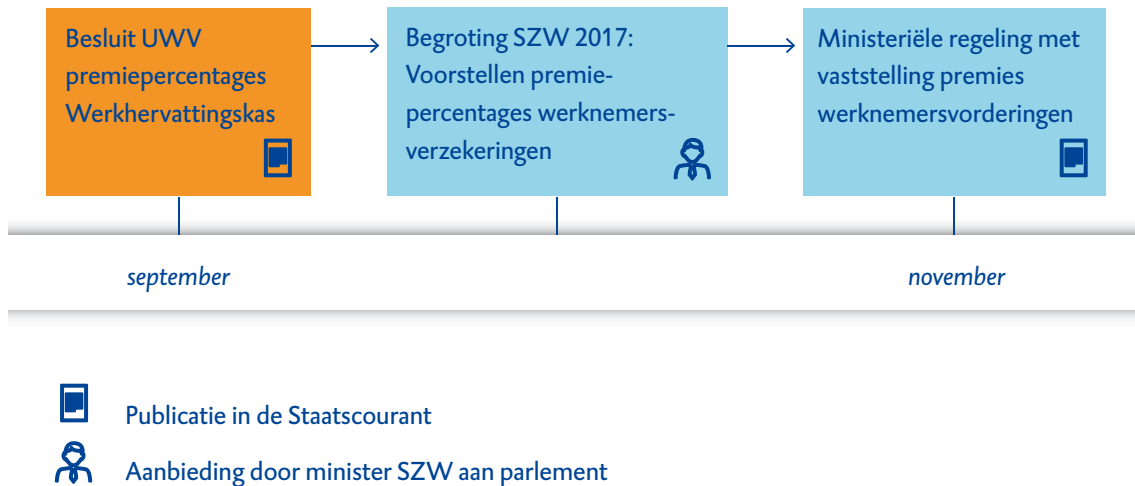 Besluit UWV
premiepercentages
Werkhervattingskas
Begroting SZW 2017:
Voorstellen premie-
percentages werknemers-
verzekeringen
Ministeriële regeling met
vaststelling premies
werknemersvorderingen
september
november
Publicatie in de Staatscourant
Aanbieding door minister SZW aan parlement